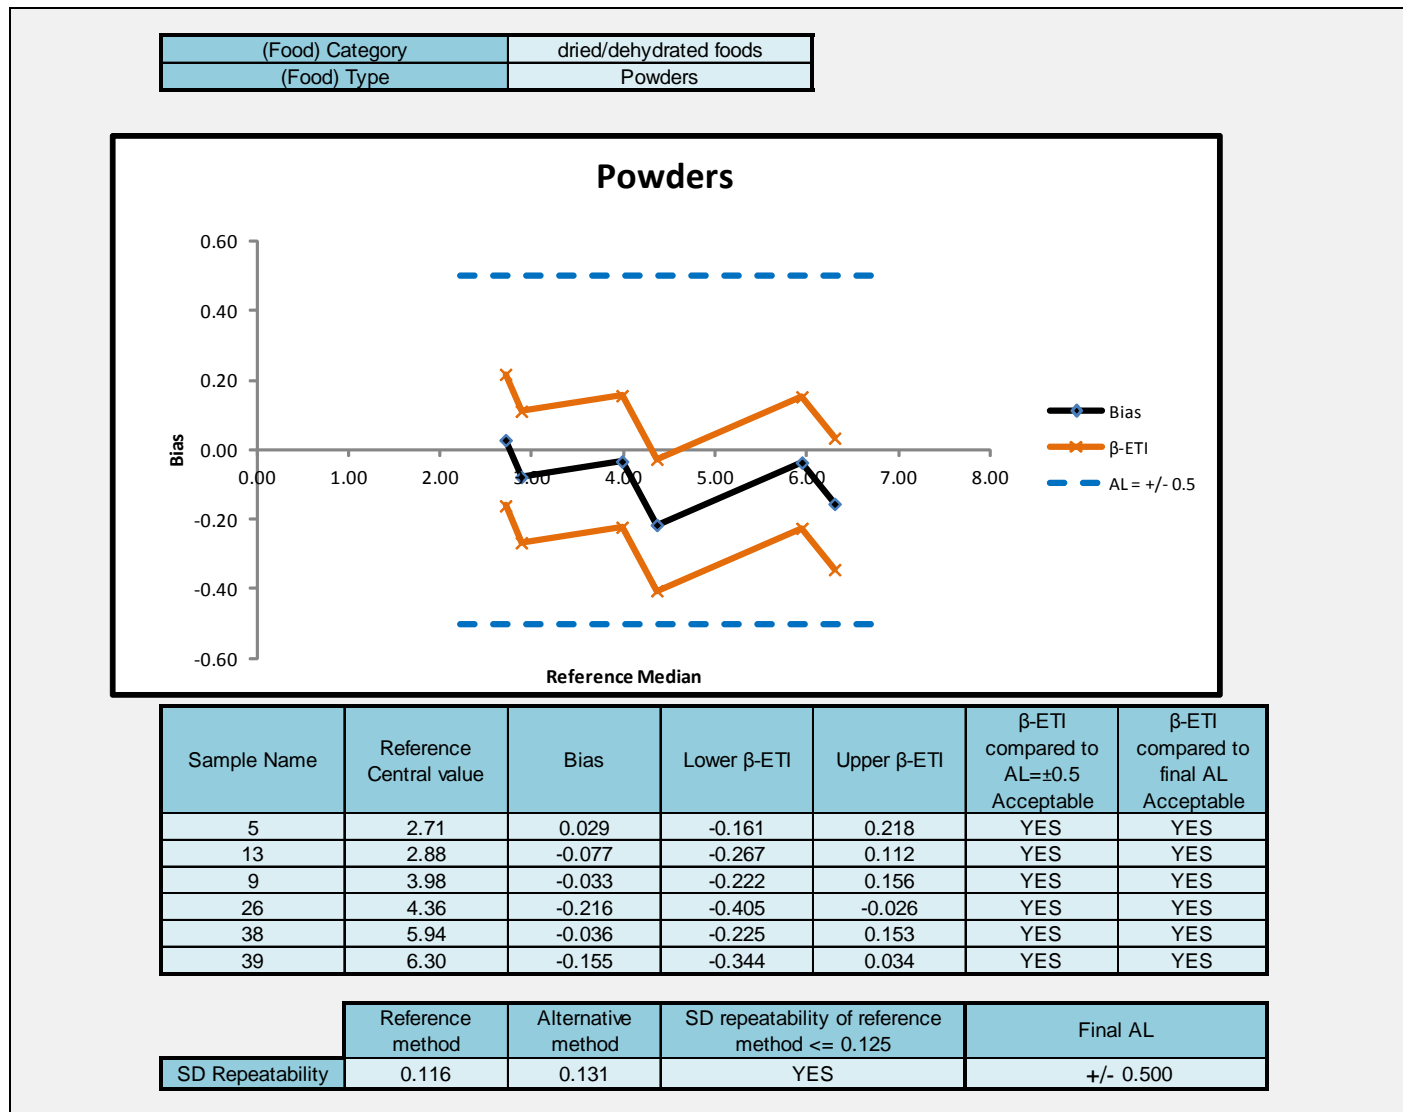 (Food) Category dried/dehydrated foods
(Food) Type Powders
Powders
0.60
0.40
0.20
0.00
-0.20
-0.40
-0.60
Bias
0.00 1.00 2.00 3.00 4.00 5.00 6.00 7.00 8.00
Reference Median
Bias
β-ETI
AL = +/- 0.5
Sample Name
Reference
Central value
Bias
Lower β-ETI
Upper β-ETI
β-ETI
compared to
AL=±0.5
Acceptable
β-ETI
compared to
final AL
Acceptable
5 2.71 0.029 -0.161 0.218 YES YES
13 2.88 -0.077 -0.267 0.112 YES YES
9 3.98 -0.033 -0.222 0.156 YES YES
26 4.36 -0.216 -0.405 -0.026 YES YES
38 5.94 -0.036 -0.225 0.153 YES YES
39 6.30 -0.155 -0.344 0.034 YES YES
Reference
method
Alternative
method
SD repeatability of reference
method <= 0.125
Final AL
SD Repeatability 0.116 0.131 YES +/- 0.500